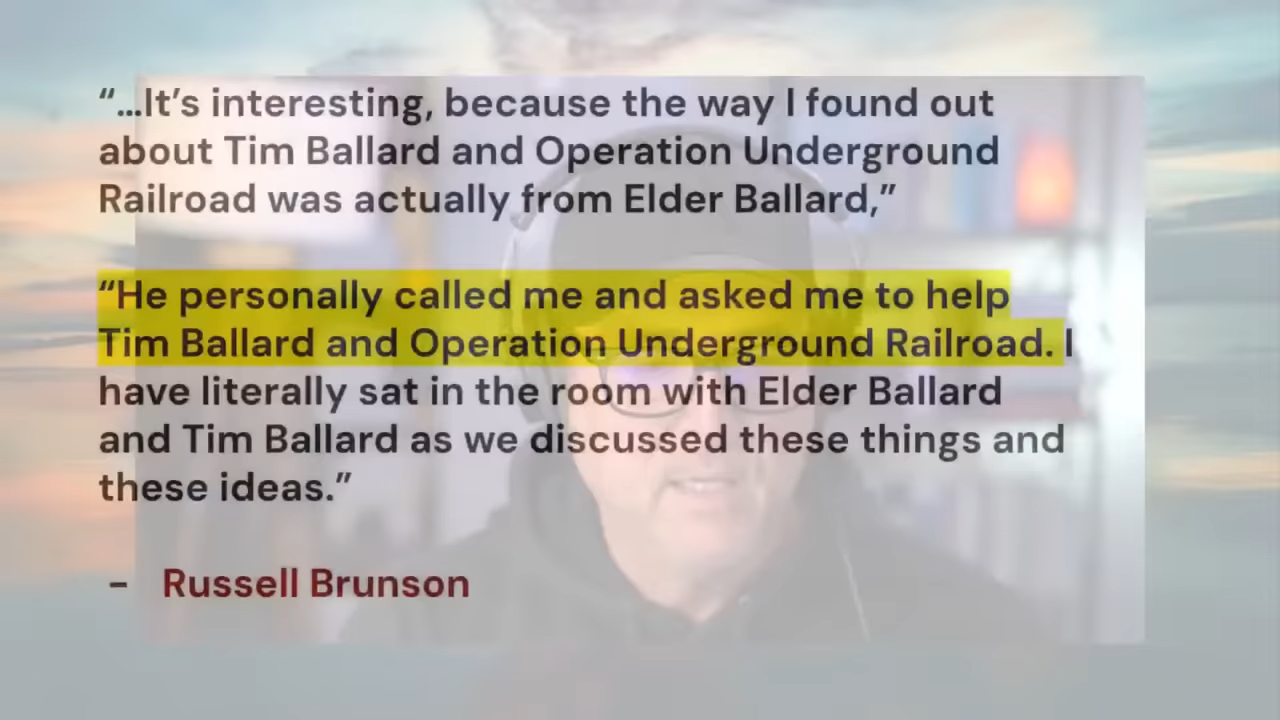 “...It’s interesting, because the way I found out
about Tim Ballard and Operation Underground
Railroad was actually from Elder Ballard,”
“He personally called me and asked me to help
Tim Ballard and Operation Underground Railroad. I
have literally sat in the room with Elder Ballard
and Tim Ballard as we discussed these things and
these ideas.”
- Russell Brunson